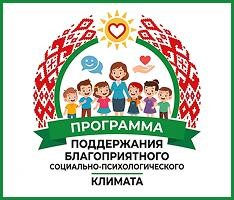 ПРОГРАММА
ПОДДЕРЖАНИЯ
БЛАГОПРИЯТНОГО
СОЦИАЛЬНО-ПСИХОЛОГИЧЕСКОГО
КЛИМАТА